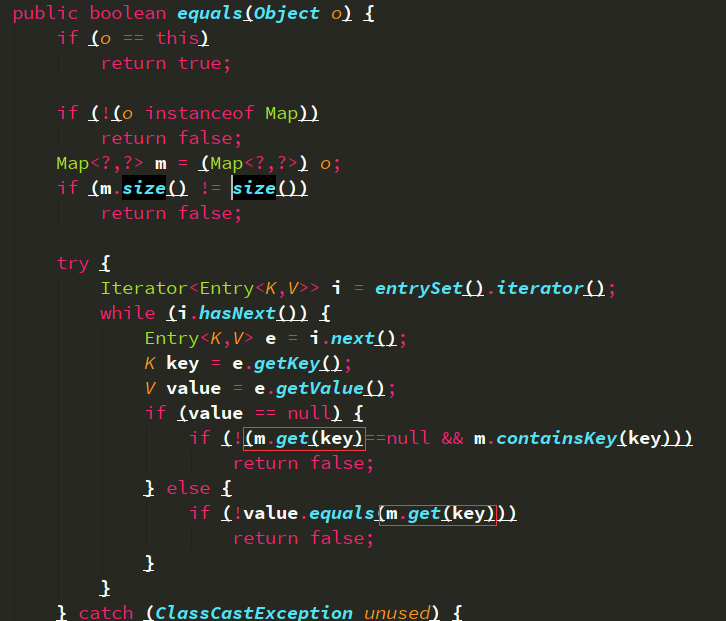 public boolean equals(Object o) {
    if (o == this)
        return true;

    if (!(o instanceof Map))
        return false;
    Map<?,?> m = (Map<?,?>) o;
    if (m.size() != size())
        return false;

    try {
        Iterator<Entry<K,V>> i = entrySet().iterator();
        while (i.hasNext()) {
            Entry<K,V> e = i.next();
            K key = e.getKey();
            V value = e.getValue();
            if (value == null) {
                if (!(m.get(key)==null && m.containsKey(key)))
                    return false;
            } else {
                if (!value.equals(m.get(key)))
                    return false;
            }
        }
    } catch (ClassCastException unused) {